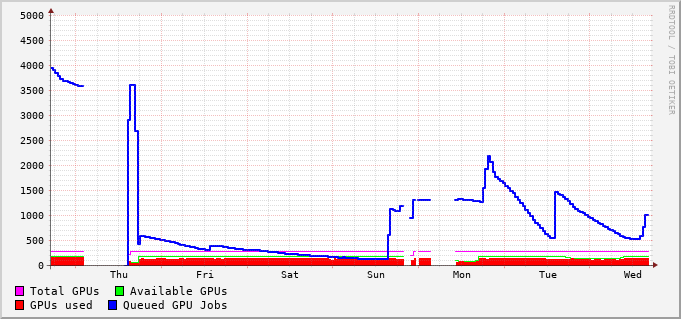 5000
4500
4000
3500
3000
2500
2000
1500
1000
500
0
Thu Fri Sat Sun Mon Tue Wed
Total GPUs Available GPUs
GPUs used Queued GPU Jobs
RRDTOOL / TOBI OETIKER